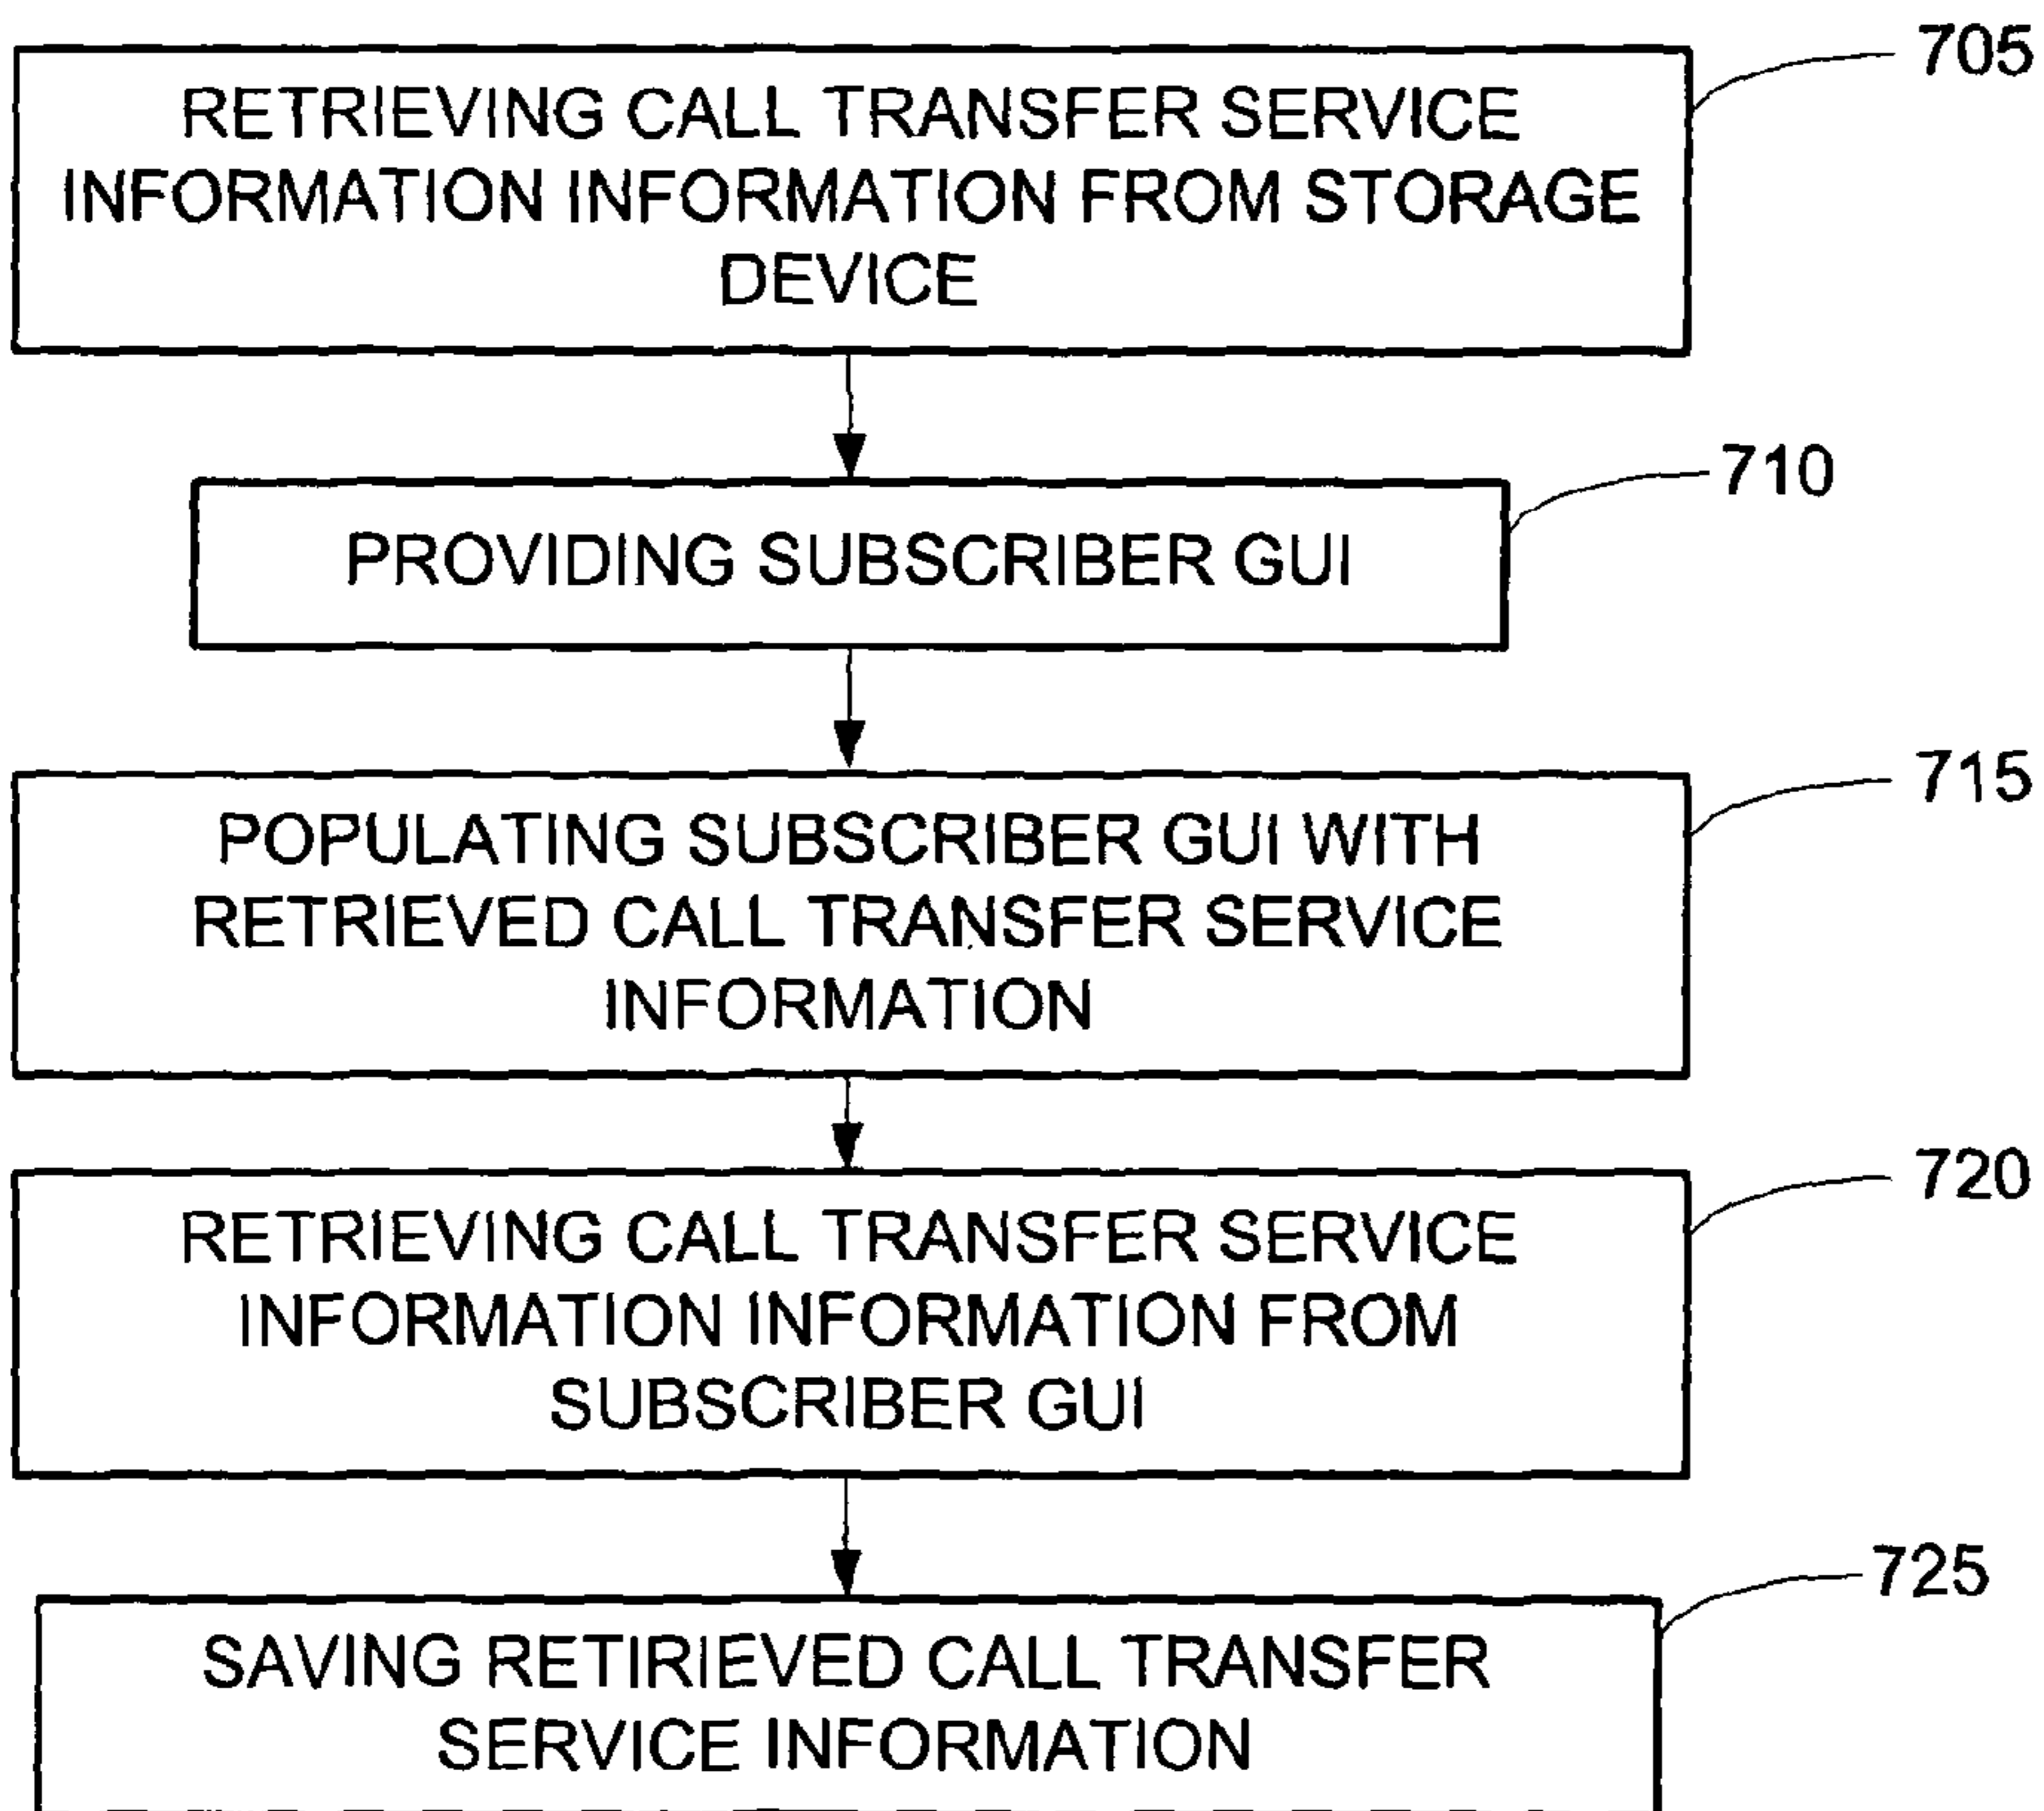 705
RETRIEVING CALL TRANSFER SERVICE
INFORMATION INFORMATION FROM STORAGE
DEVICE
710
PROVIDING SUBSCRIBER GUI
715
POPULATING SUBSCRIBER GUI WITH
RETRIEVED CALL TRANSFER SERVICE
INFORMATION
720
RETRIEVING CALL TRANSFER SERVICE
INFORMATION INFORMATION FROM
SUBSCRIBER GUI
725
SAVING RETIRIEVED CALL TRANSFER
SERVICE INFORMATION